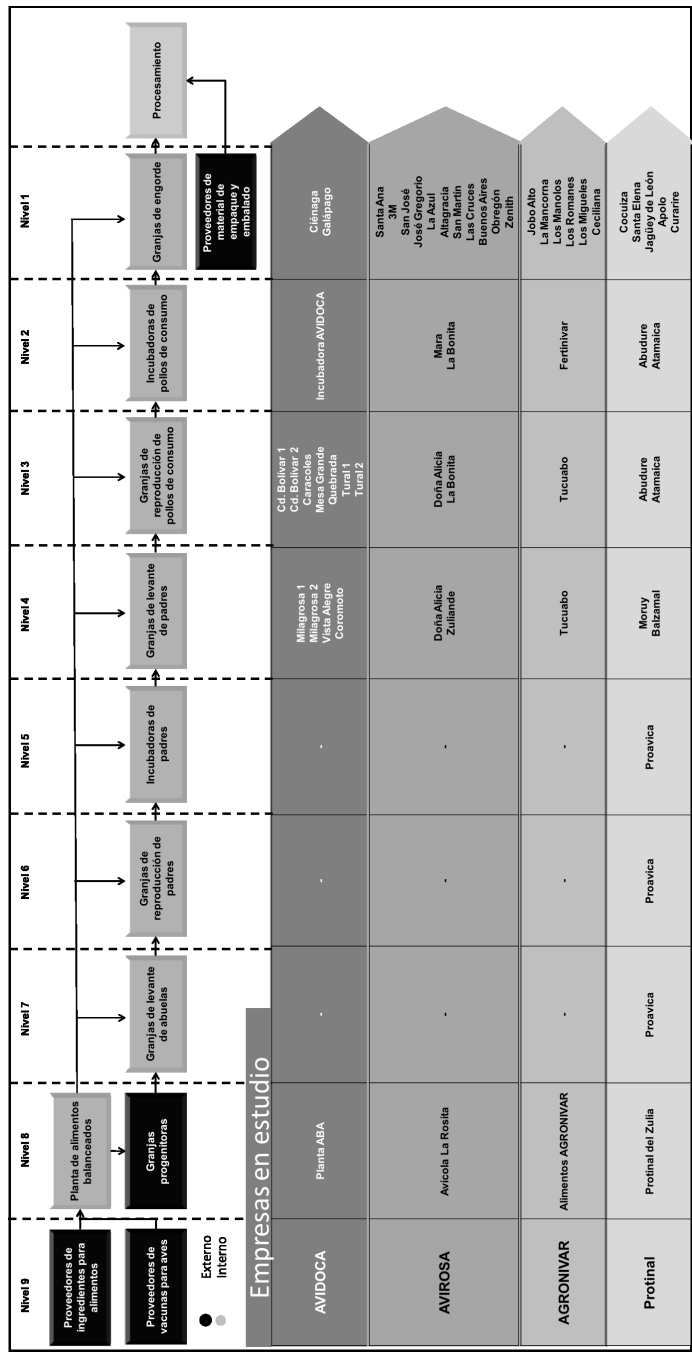 Nivel 9
Nivel 8
Nivel 7
Nivel 6
Nivel 5
Nivel 4
Nivel 3
Nivel 2
Nivel 1
Proveedores de
ingredientes para
alimentos
Planta de alimentos
balanceados
Proveedores de
vacunas para aves
Granjas
progenitoras
Granjas de levante
de abuelas
Granjas de
reproducción de
padres
Incubadoras de
padres
Granjas de levante
de padres
Granjas de
reproducción de
pollos de consumo
Incubadoras de
pollos de consumo
Granjas de engorde
Procesamiento
Proveedores de
material de
empaque y
embalado
Externo
Interno
Empresas en estudio
AVIDOCA
Planta ABA
-
-
-
Milagrosa 1
Milagrosa 2
Vista Alegre
Coromoto
Cd. Bolívar 1
Cd. Bolívar 2
Caracoles
Mesa Grande
Quebrada
Tural 1
Tural 2
Incubadora AVIDOCA
Ciénaga
Galápago
AVIROSA
Avícola La Rosita
-
-
-
Doña Alicia
Zuliande
Doña Alicia
La Bonita
Mara
La Bonita
Santa Ana
3M
San José
José Gregorio
La Azul
Altagracia
San Martín
Las Cruces
Buenos Aires
Obregón
Zenith
AGRONIVAR
Alimentos AGRONIVAR
-
-
-
Tucuabo
Tucuabo
Fertinivar
Jobo Alto
La Mancorna
Los Manolos
Los Romanes
Los Migueles
Ceciliana
Protinal
Protinal del Zulia
Proavica
Proavica
Proavica
Moruy
Balzamal
Abudure
Atamaica
Abudure
Atamaica
Cocuiza
Santa Elena
Jagüey de León
Apolo
Curarire